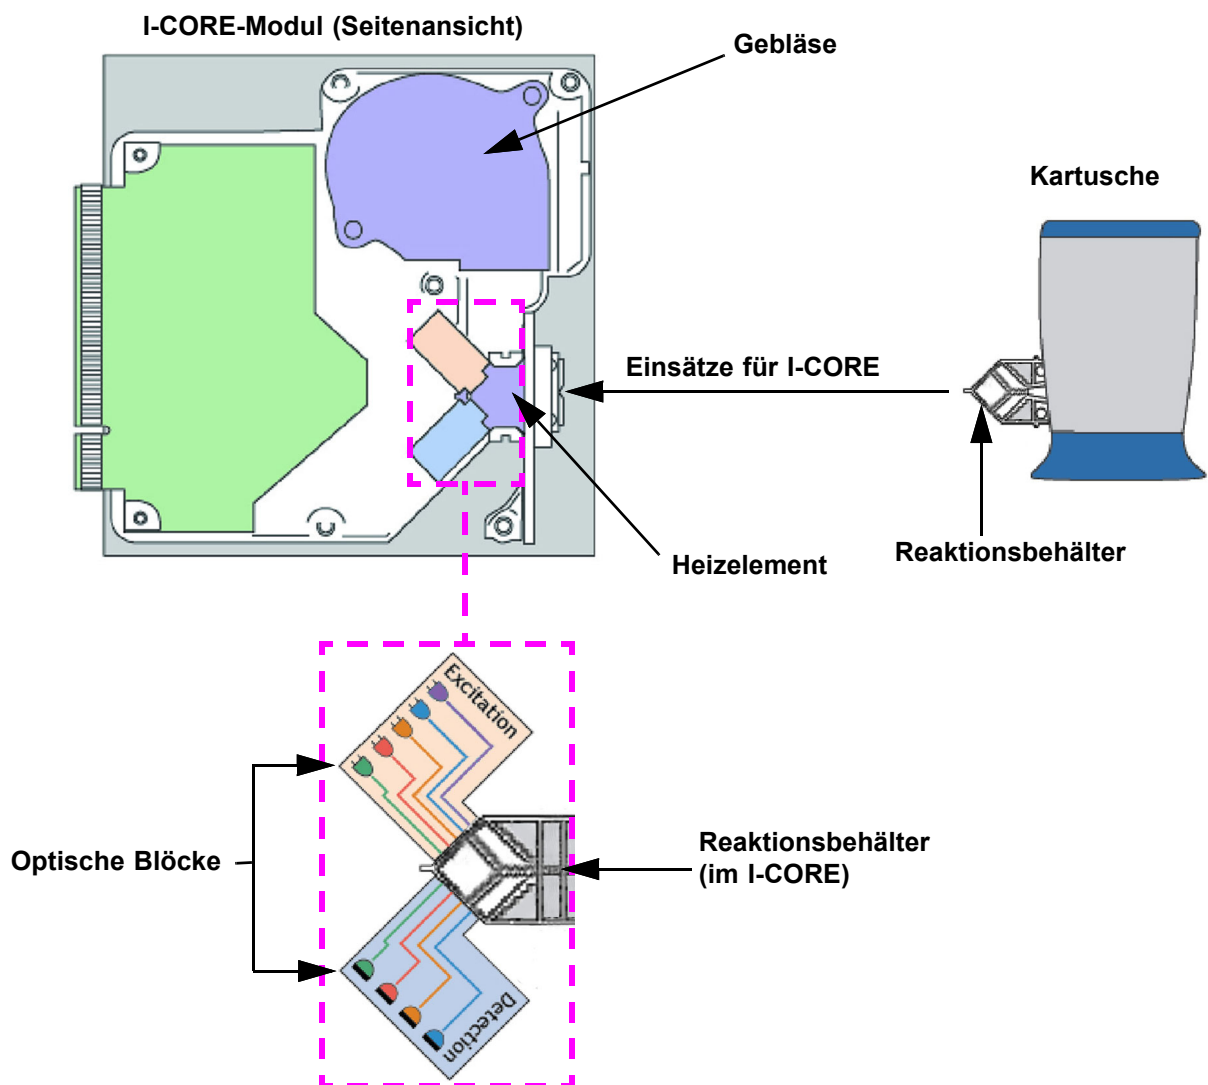 I-CORE-Modul (Seitenansicht)
Gebläse
Kartusche
Einsätze für I-CORE
Reaktionsbehälter
Heizelement
Excitation
Optische Blöcke
Reaktionsbehälter
(im I-CORE)
Detection